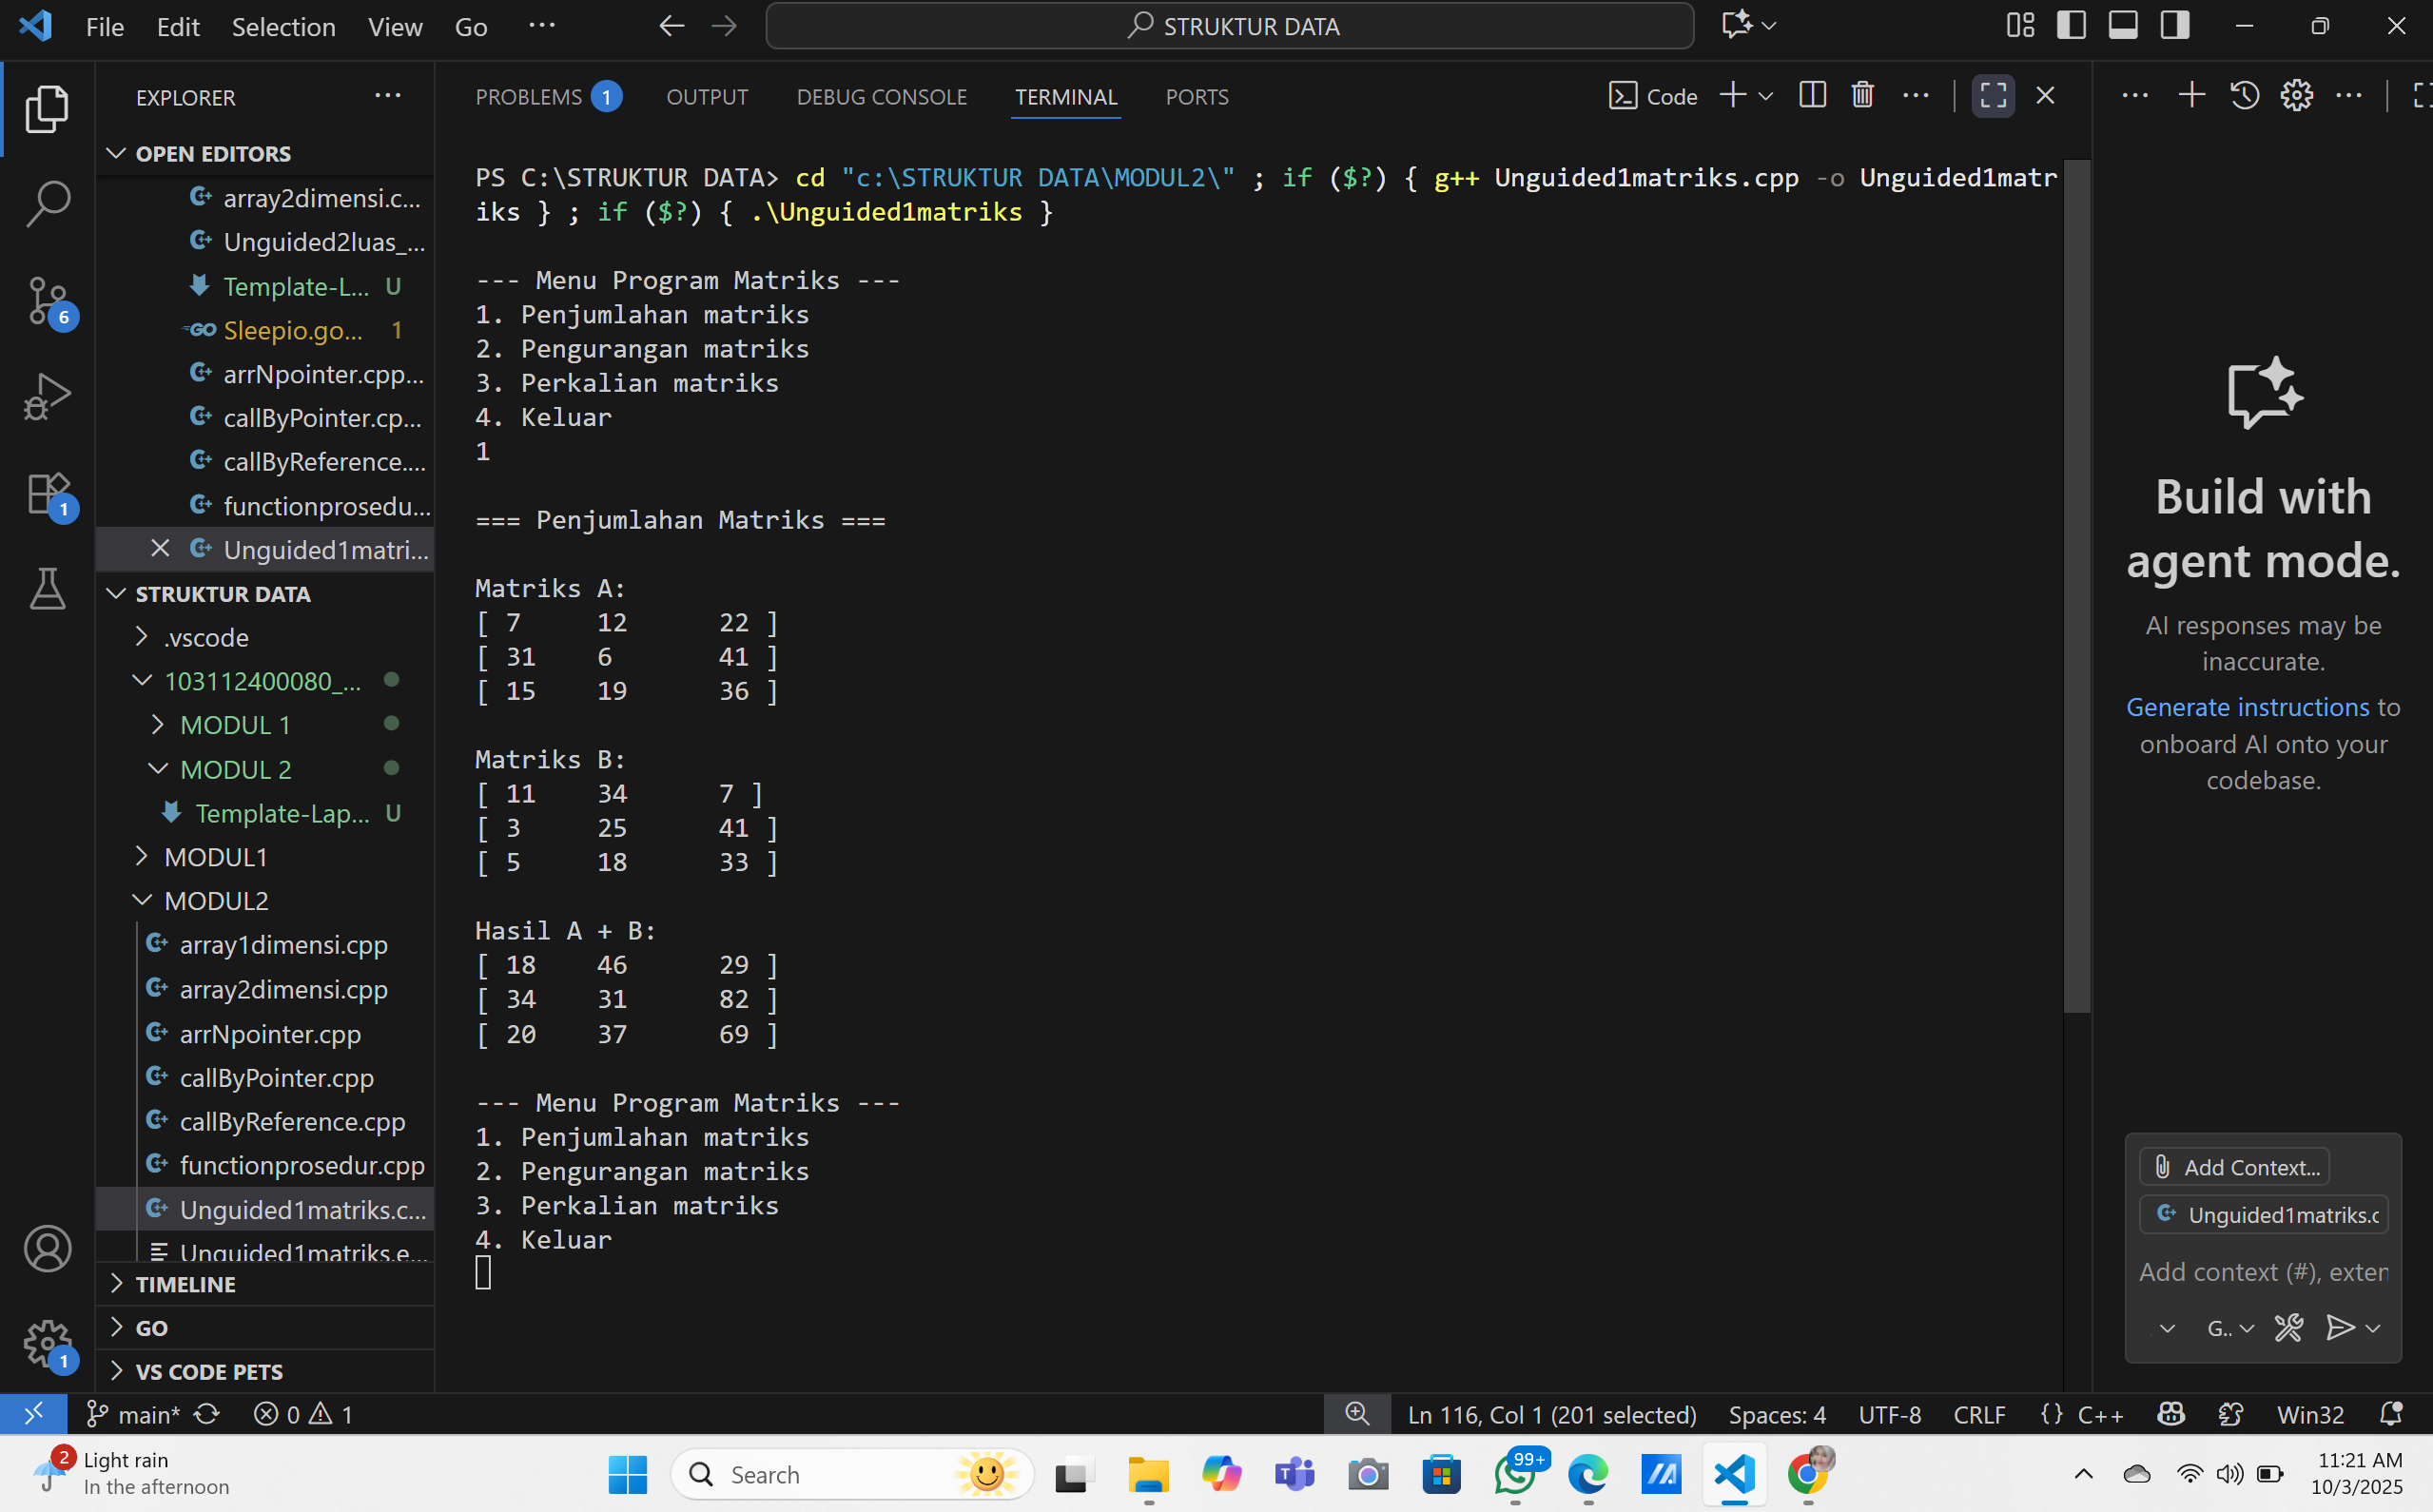 File Edit Selection View Go ··· STRUKTUR DATA
EXPLORER ···
OPEN EDITORS
array2dimensi.c...
Unguided2luas_...
Template-L... U
Sleepio.go... 1
arrNpointer.cpp...
callByPointer.cp...
callByReference....
functionprosedu...
Unguided1matri...
STRUKTUR DATA
.vscode
103112400080_...
MODUL 1
MODUL 2
Template-Lap... U
MODUL1
MODUL2
array1dimensi.cpp
array2dimensi.cpp
arrNpointer.cpp
callByPointer.cpp
callByReference.cpp
functionprosedur.cpp
Unguided1matriks.c...
Unguided1matriks.e...
TIMELINE
GO
VS CODE PETS
6
1
1
PROBLEMS 1 OUTPUT DEBUG CONSOLE TERMINAL PORTS Code
PS C:\STRUKTUR DATA> cd "c:\STRUKTUR DATA\MODUL2\" ; if ($?) { g++ Unguided1matriks.cpp -o Unguided1matr
iks } ; if ($?) { .\Unguided1matriks }
--- Menu Program Matriks ---
1. Penjumlahan matriks
2. Pengurangan matriks
3. Perkalian matriks
4. Keluar
1
=== Penjumlahan Matriks ===
Matriks A:
[ 7 12 22 ]
[ 31 6 41 ]
[ 15 19 36 ]
Matriks B:
[ 11 34 7 ]
[ 3 25 41 ]
[ 5 18 33 ]
Hasil A + B:
[ 18 46 29 ]
[ 34 31 82 ]
[ 20 37 69 ]
--- Menu Program Matriks ---
1. Penjumlahan matriks
2. Pengurangan matriks
3. Perkalian matriks
4. Keluar
Build with
agent mode.
AI responses may be
inaccurate.
Generate instructions to
onboard AI onto your
codebase.
Add Context...
Unguided1matriks.c
Add context (#), exten
G..
main* 0 1 Ln 116, Col 1 (201 selected) Spaces: 4 UTF-8 CRLF {} C++ Win32
2 Light rain
In the afternoon
Search
99+
11:21 AM
10/3/2025